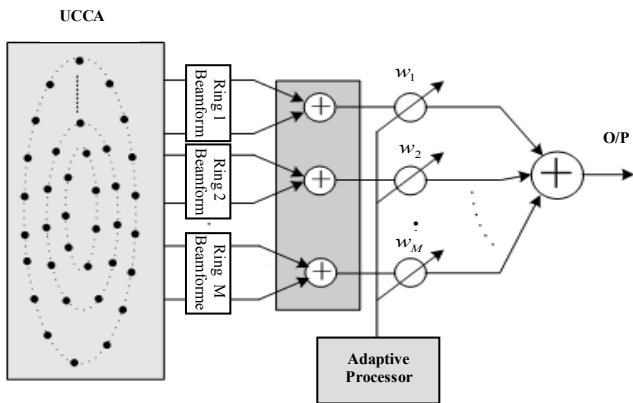 UCCA
Ring 1
Beamform
Ring 2
Beamform
Ring M
Beamforme
w1
w2
wM
O/P
Adaptive
Processor